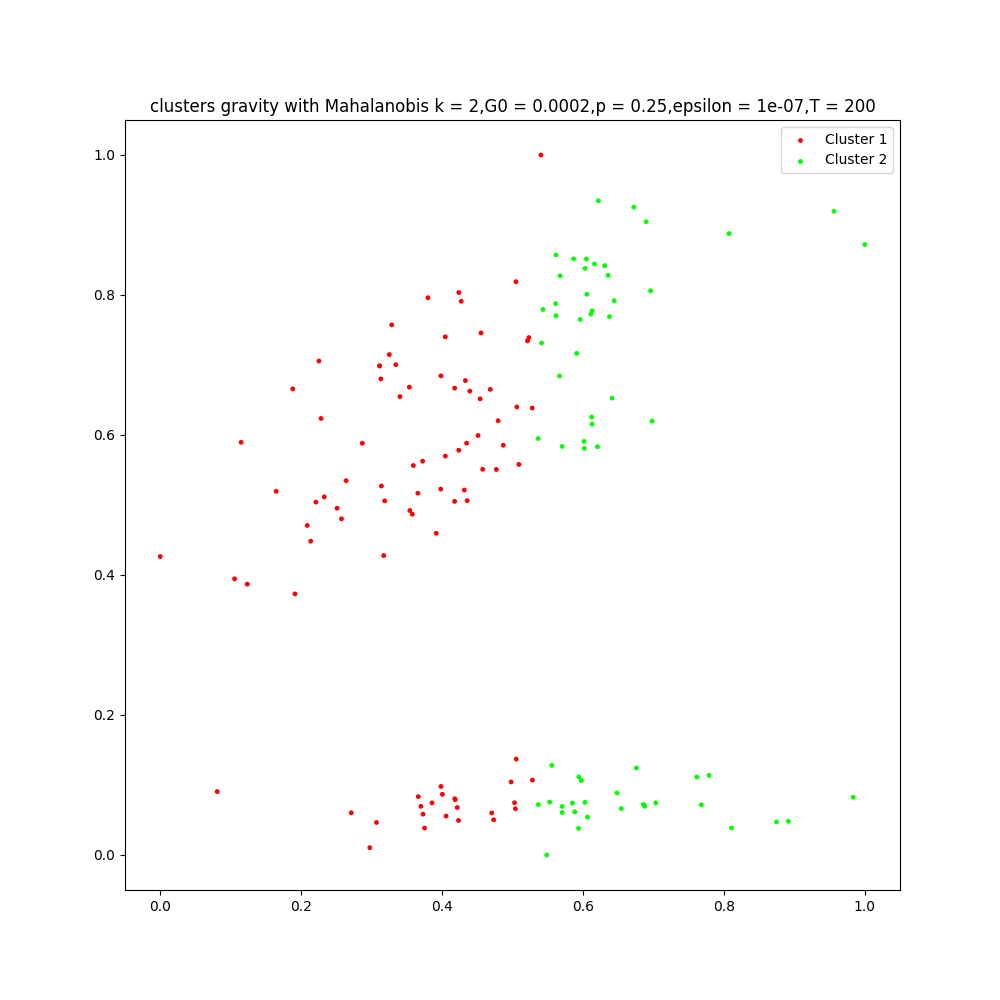 clusters gravity with Mahalanobis k = 2,G0 = 0.0002,p = 0.25,epsilon = 1e-07,T = 200
Cluster 1
Cluster 2
1.0
0.8
0.6
0.4
0.2
0.0
0.0 0.2 0.4 0.6 0.8 1.0